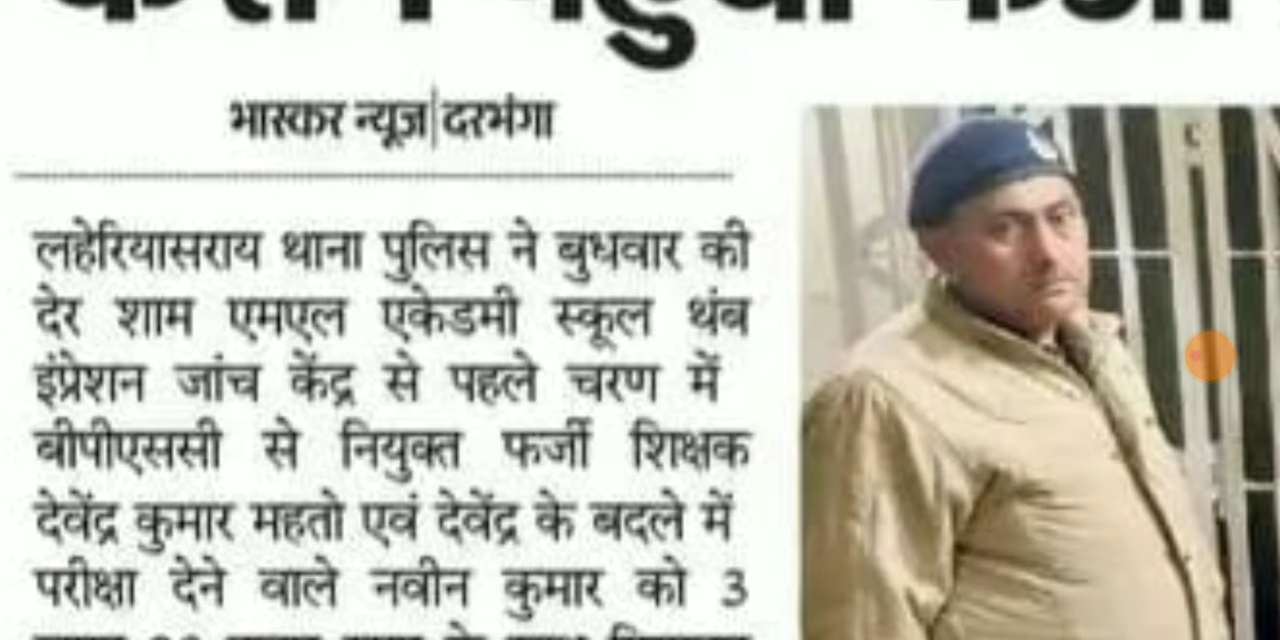 भास्कर न्यूज|दरभंगा
लहेरियासराय थाना पुलिस ने बुधवार की
देर शाम एमएल एकेडमी स्कूल थंब
इंप्रेशन जांच केंद्र से पहले चरण में
बीपीएससी से नियुक्त फर्जी शिक्षक
देवेंद्र कुमार महतो एवं देवेंद्र के बदले में
परीक्षा देने वाले नवीन कुमार को 3